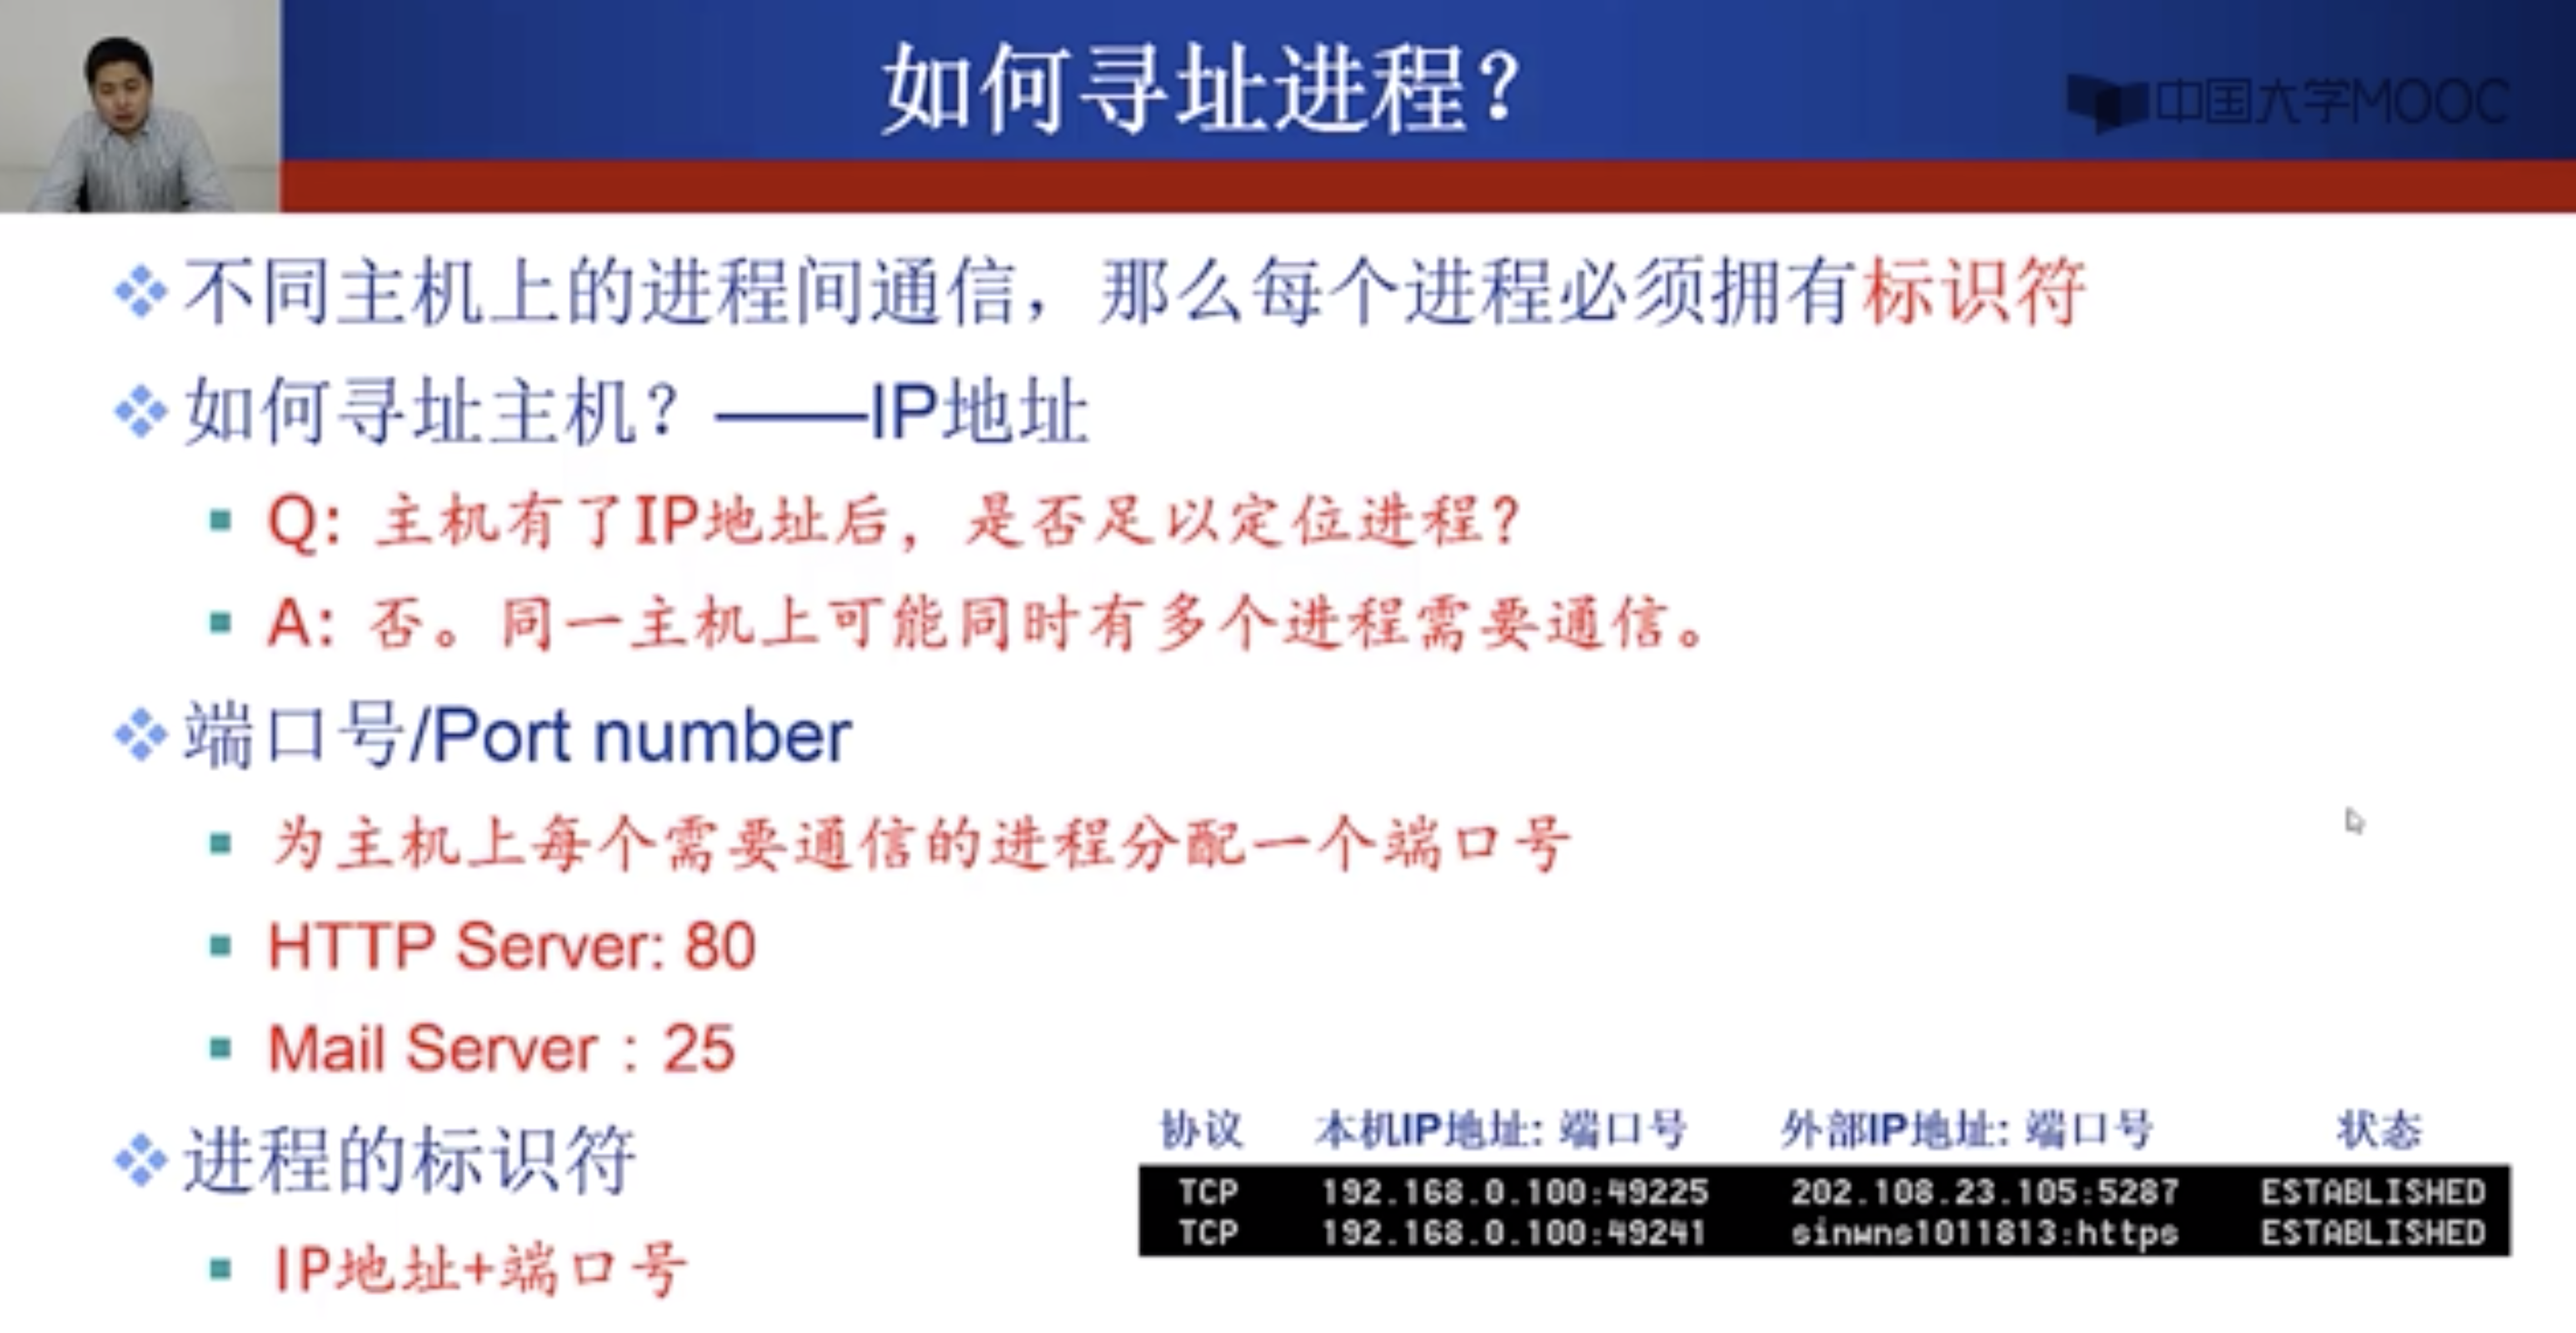 如何寻址进程？
中国大学MOOC
不同主机上的进程间通信，那么每个进程必须拥有标识符
如何寻址主机？——IP地址
Q: 主机有了IP地址后，是否足以定位进程？
A: 否。同一主机上可能同时有多个进程需要通信。
端口号/Port number
为主机上每个需要通信的进程分配一个端口号
HTTP Server: 80
Mail Server：25
进程的标识符
IP地址+端口号
协议 本机IP地址: 端口号 外部IP地址: 端口号 状态
TCP 192.168.0.100:49225 202.108.23.105:5287 ESTABLISHED
TCP 192.168.0.100:49241 sinwns1011813:https ESTABLISHED